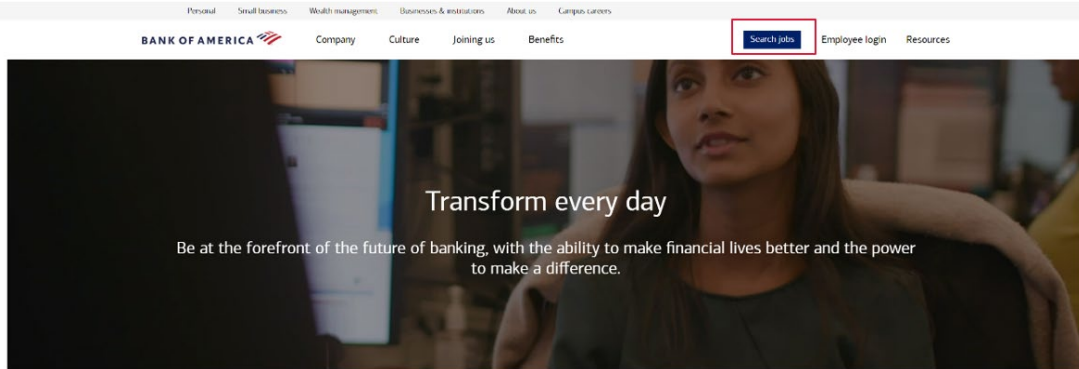 Personal Small business Wealth management Businesses & institutions About us Campus careers
BANK OF AMERICA Company Culture Joining us Benefits Search jobs Employee login Resources
Transform every day
Be at the forefront of the future of banking, with the ability to make financial lives better and the power
to make a difference.